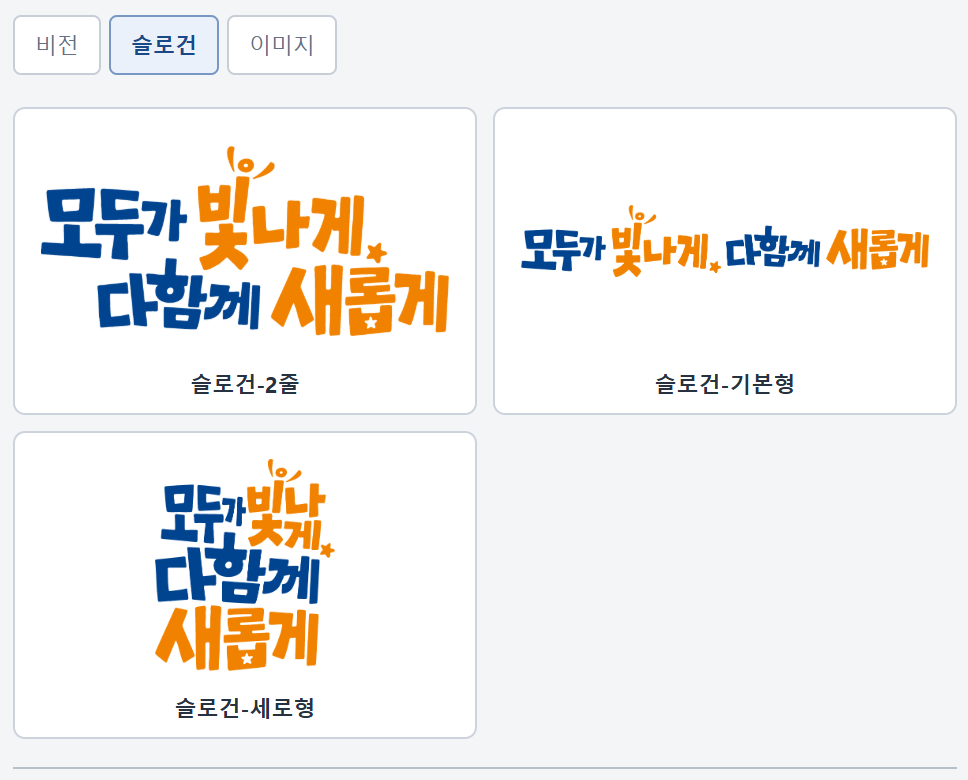 비전
슬로건
이미지
모두가 빛나게
다함께 새롭게
슬로건-2줄
모두가 빛나게 다함께 새롭게
슬로건-기본형
모두가 빛나
게
다함께
새롭게
슬로건-세로형